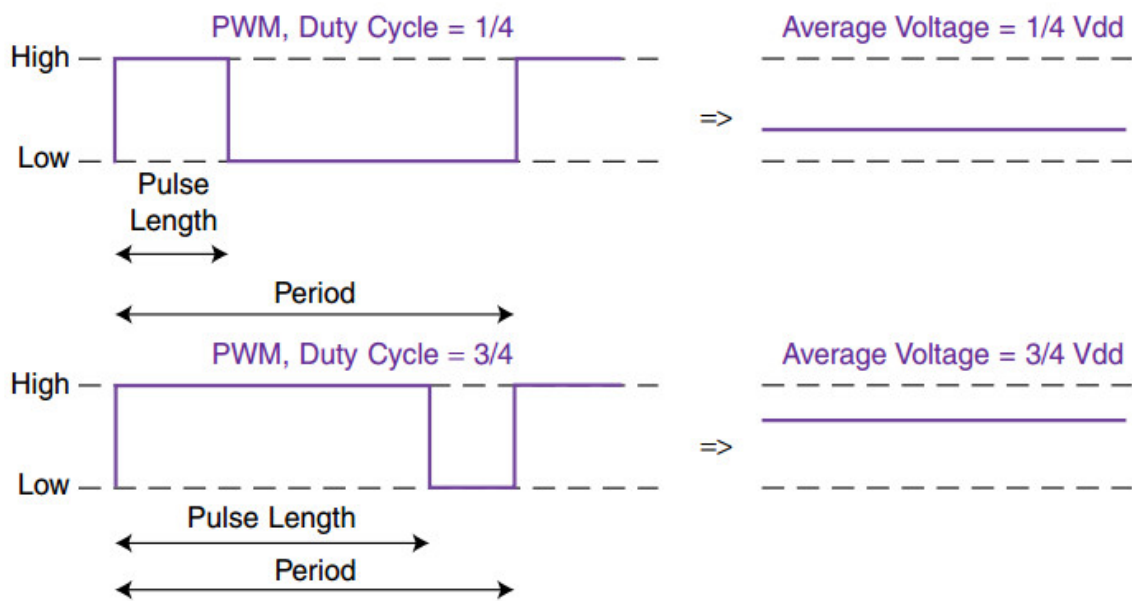 PWM, Duty Cycle = 1/4
Average Voltage = 1/4 Vdd
High
=>
Low
Pulse
Length
Period
PWM, Duty Cycle = 3/4
Average Voltage = 3/4 Vdd
High
=>
Low
Pulse Length
Period